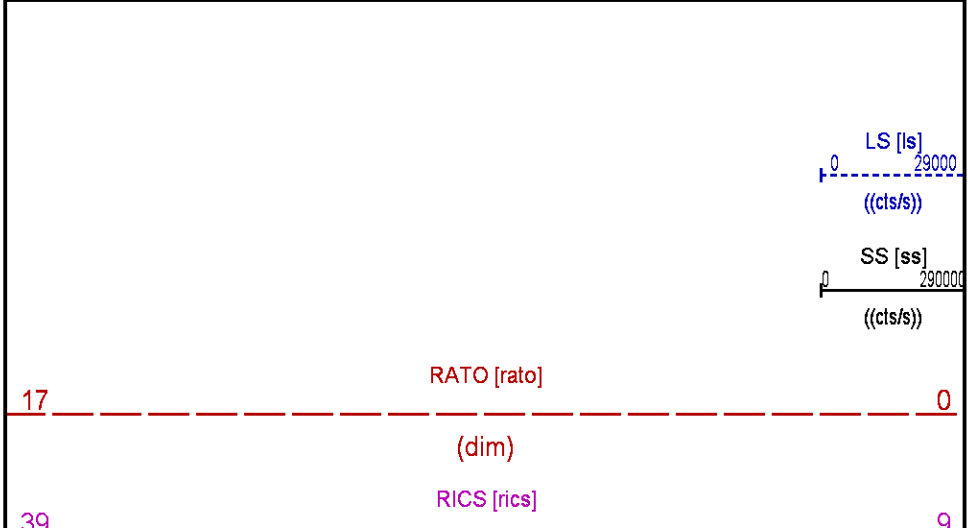 LS [ls]
0 29000
((cts/s))
SS [ss]
0 290000
((cts/s))
RATO [rato]
17 0
(dim)
RICS [rics]
39 9